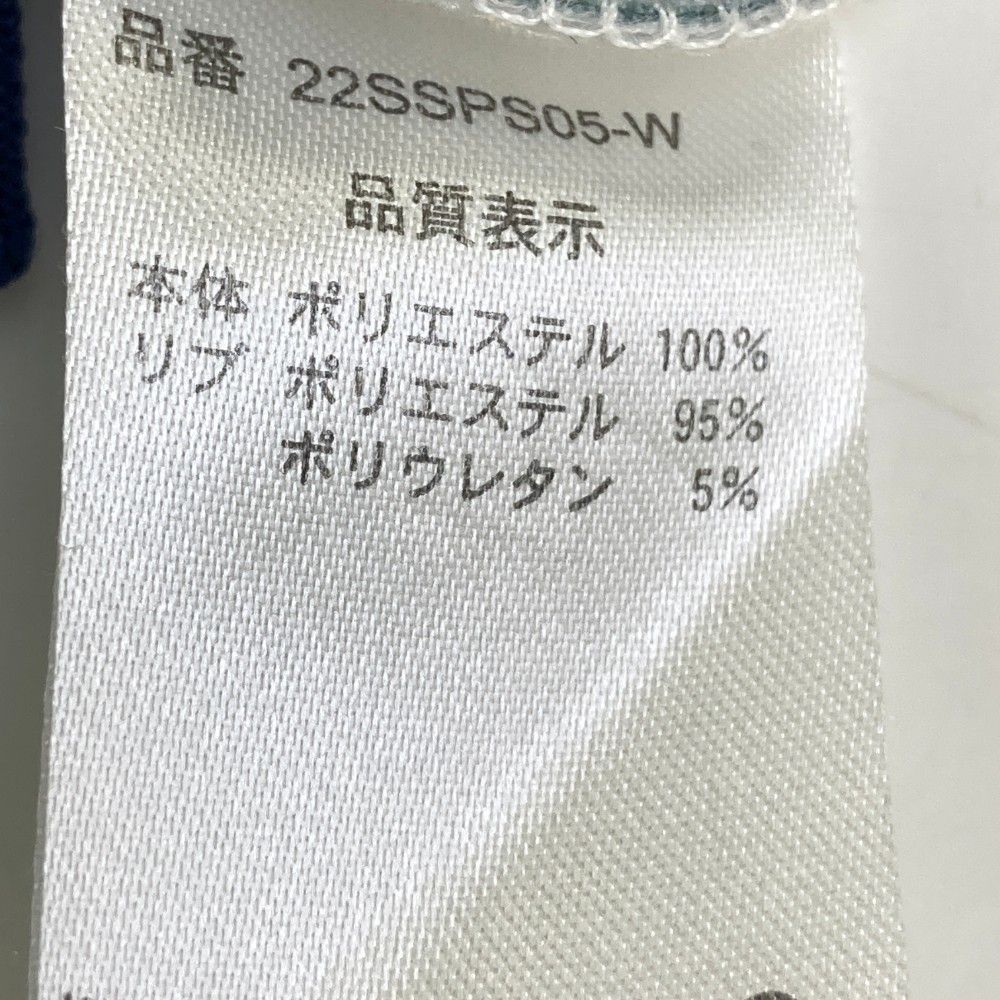 品番 22SSPS05-W
品質表示
本体 ポリエステル 100%
リブ ポリエステル 95%
ポリウレタン 5%